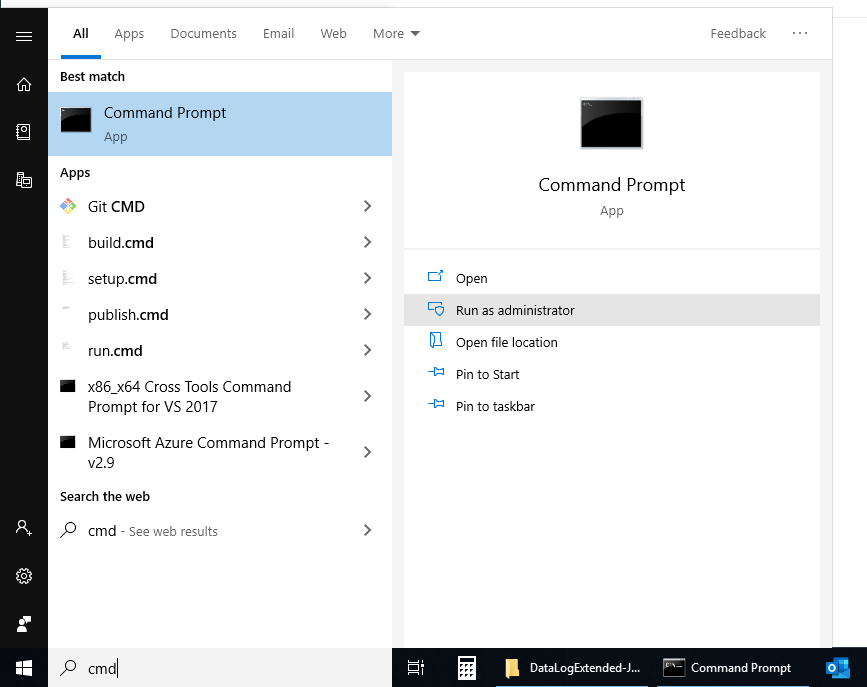 All Apps Documents Email Web More Feedback ...
Best match
Command Prompt
App
Apps
Git CMD
build.cmd
setup.cmd
publish.cmd
run.cmd
x86_x64 Cross Tools Command
Prompt for VS 2017
Microsoft Azure Command Prompt -
v2.9
Search the web
cmd - See web results
Command Prompt
App
Open
Run as administrator
Open file location
Pin to Start
Pin to taskbar
cmd
DataLogExtended-J...
Command Prompt